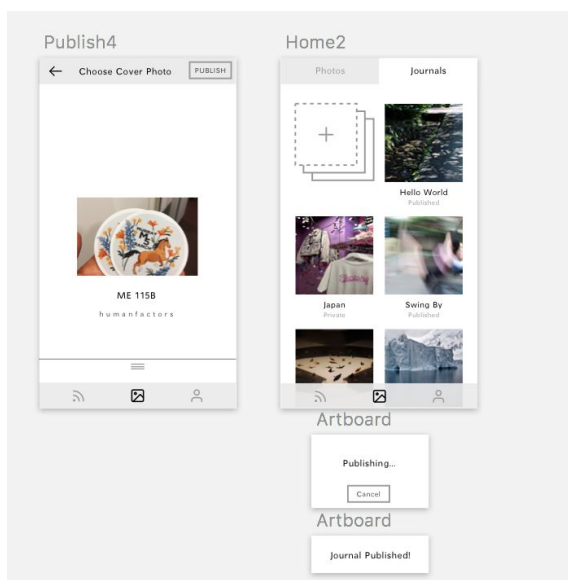 Publish4
Choose Cover Photo PUBLISH
ME 115B
humanfactors
Home2
Photos Journals
Hello World
Published
Japan
Private
Swing By
Published
Artboard
Publishing...
Cancel
Artboard
Journal Published!